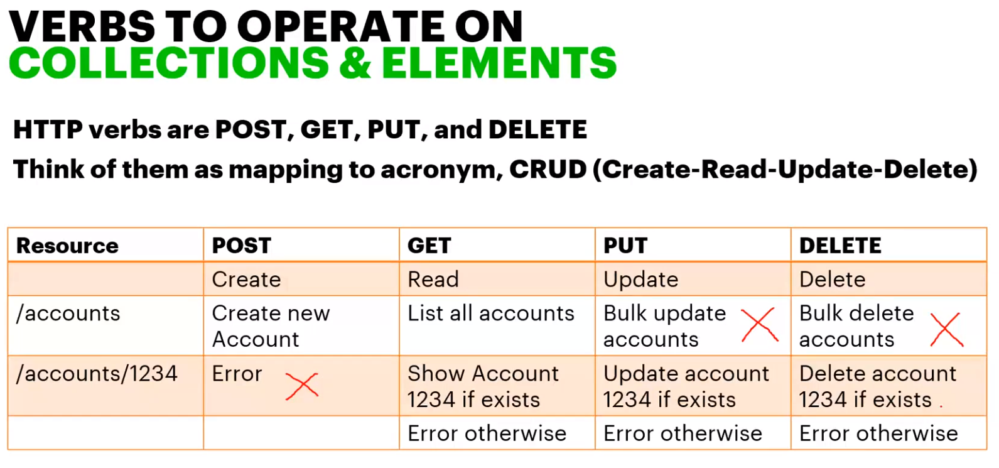 VERBS TO OPERATE ON
COLLECTIONS & ELEMENTS
HTTP verbs are POST, GET, PUT, and DELETE
Think of them as mapping to acronym, CRUD (Create-Read-Update-Delete)
Resource POST GET PUT DELETE
Create Read Update Delete
/accounts Create new List all accounts Bulk update Bulk delete
Account accounts accounts
/accounts/1234 Error Show Account Update account Delete account
1234 if exists 1234 if exists 1234 if exists .
Error otherwise Error otherwise Error otherwise